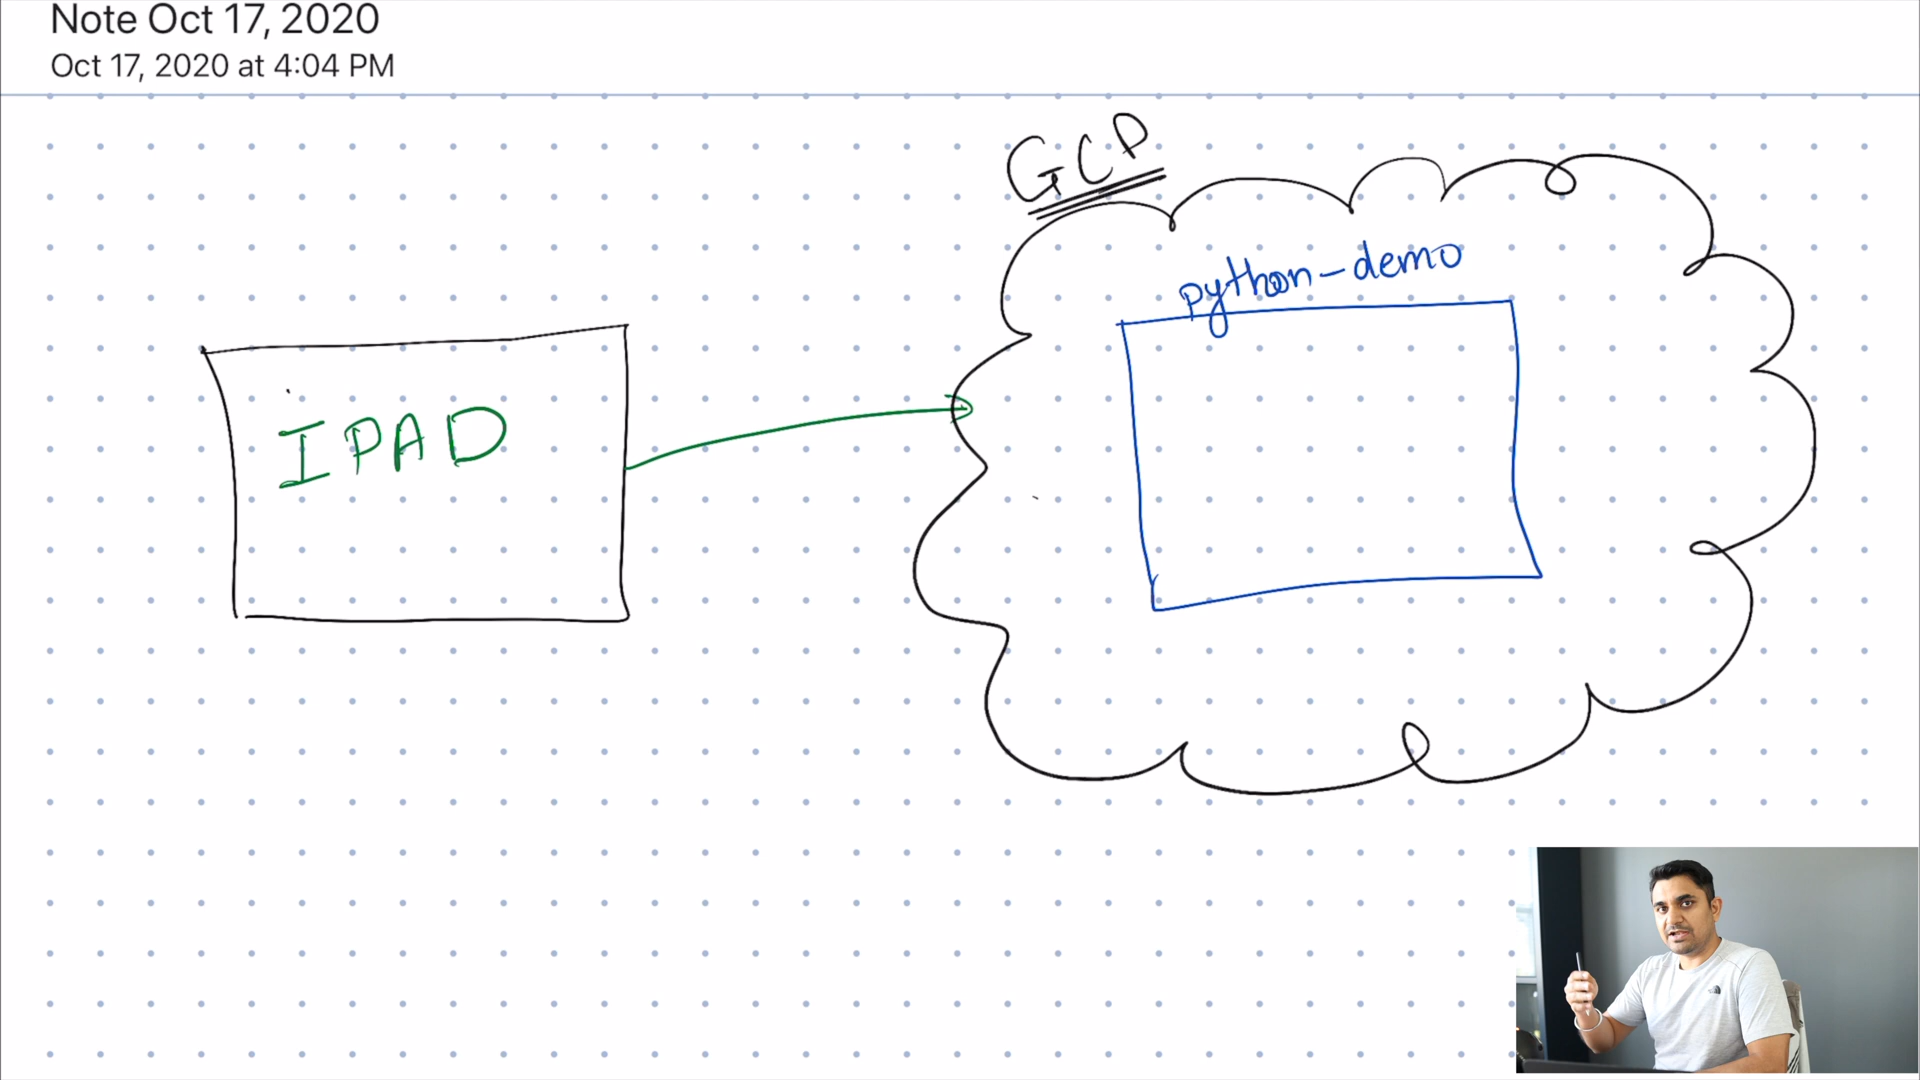 Note Oct 17, 2020
Oct 17, 2020 at 4:04 PM
GCP
python-demo
IPAD